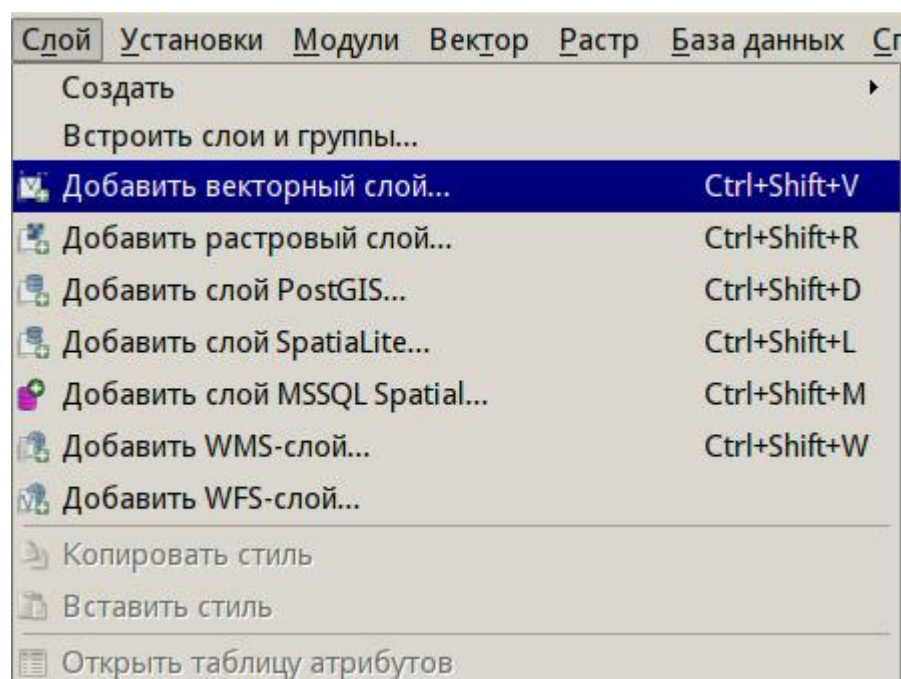 Слой Установки Модули Вектор Растр База данных
Создать
Встроить слои и группы...
Добавить векторный слой... Ctrl+Shift+V
Добавить растровый слой... Ctrl+Shift+R
Добавить слой PostGIS... Ctrl+Shift+D
Добавить слой SpatiaLite... Ctrl+Shift+L
Добавить слой MSSQL Spatial... Ctrl+Shift+M
Добавить WMS-слой... Ctrl+Shift+W
Добавить WFS-слой...
Копировать стиль
Вставить стиль
Открыть таблицу атрибутов